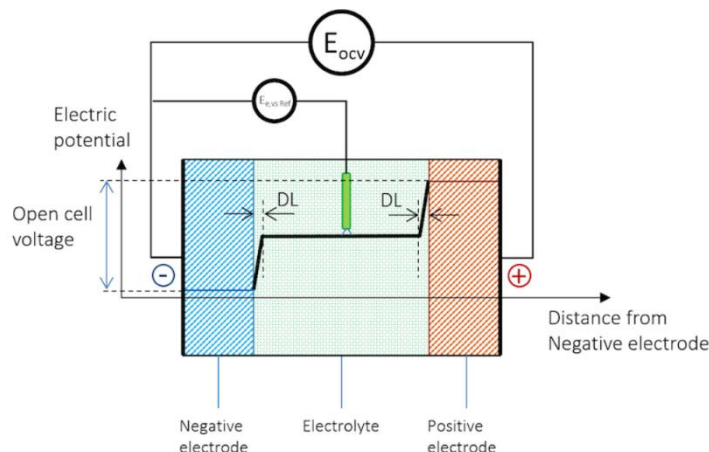 Eocv
Ee,vs Ref
Electric
potential
DL
DL
Open cell
voltage
-
+
Distance from
Negative electrode
Negative
electrode
Electrolyte
Positive
electrode